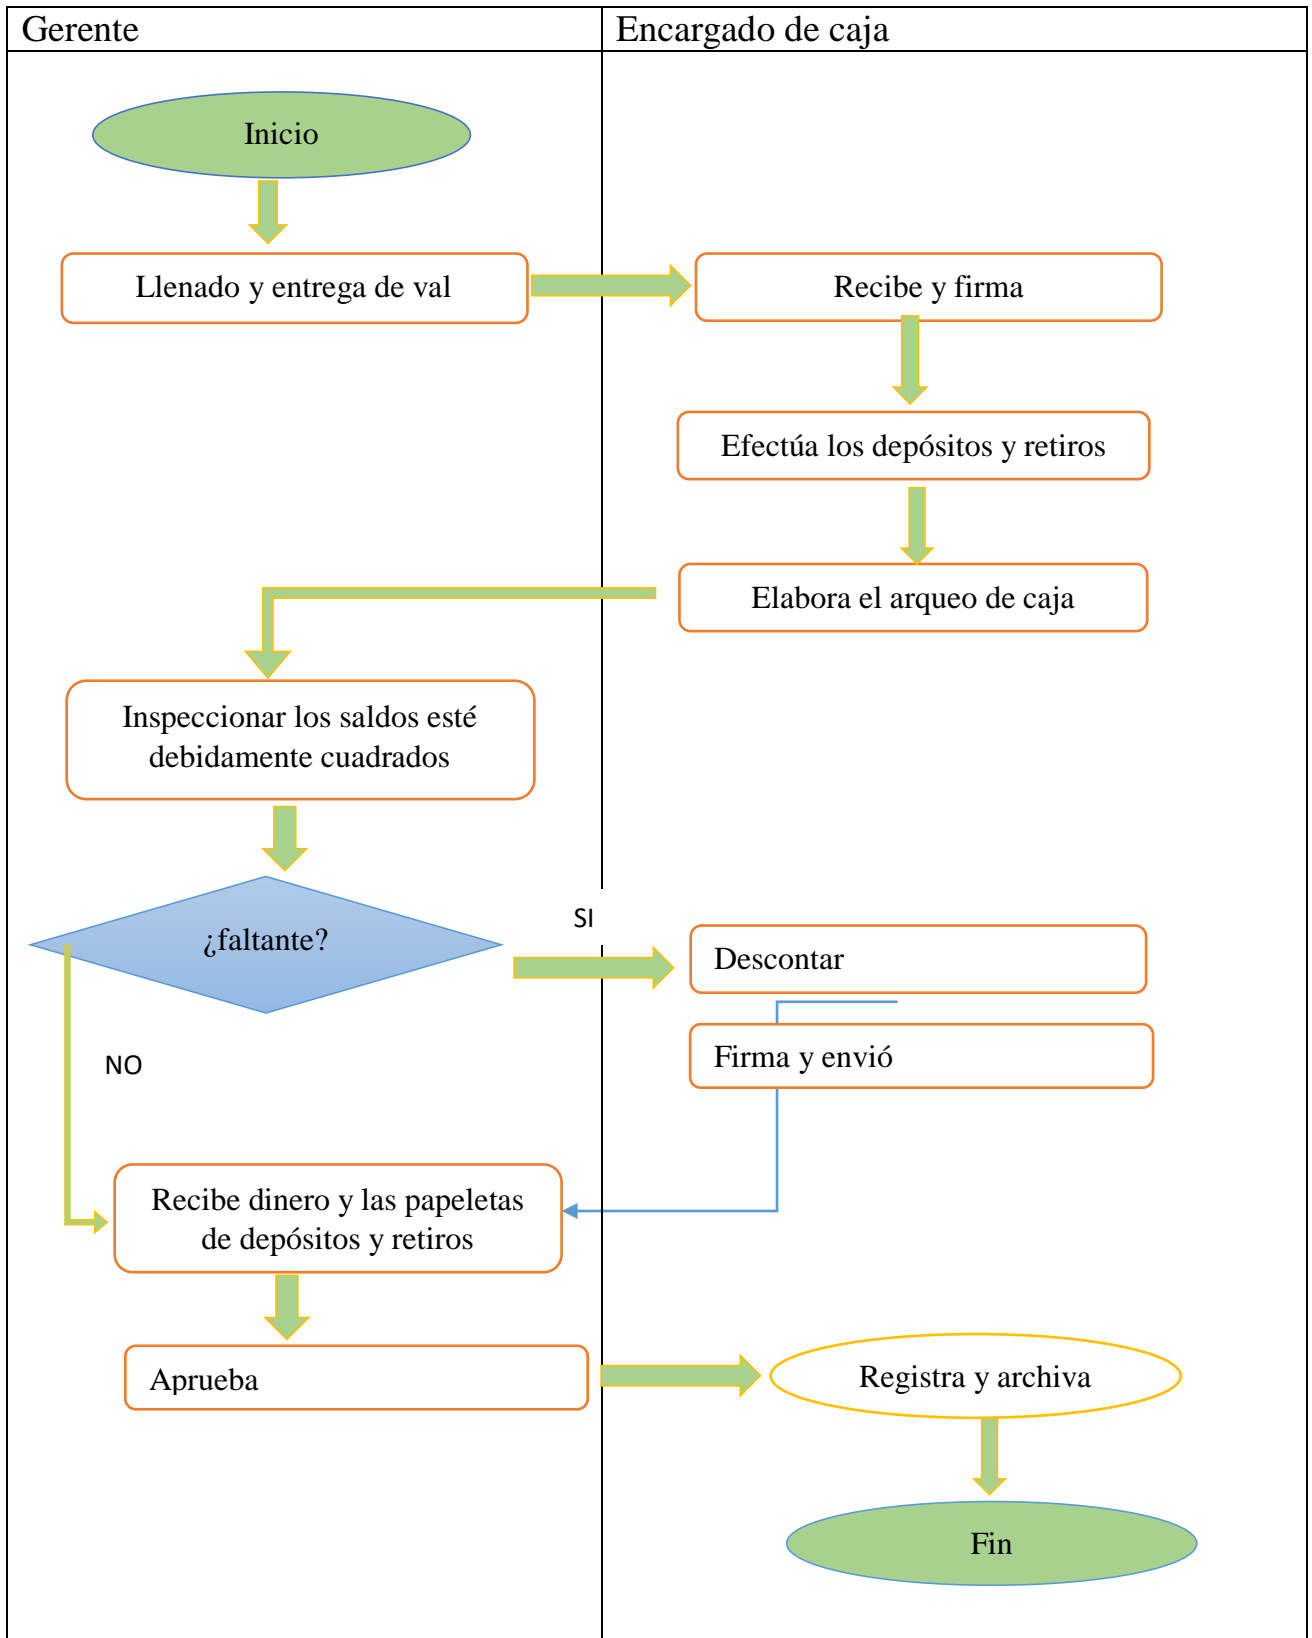 Gerente
Encargado de caja
Inicio
Llenado y entrega de val
Recibe y firma
Efectúa los depósitos y retiros
Elabora el arqueo de caja
Inspeccionar los saldos esté
debidamente cuadrados
¿faltante?
SI
Descontar
Firma y envió
NO
Recibe dinero y las papeletas
de depósitos y retiros
Aprueba
Registra y archiva
Fin